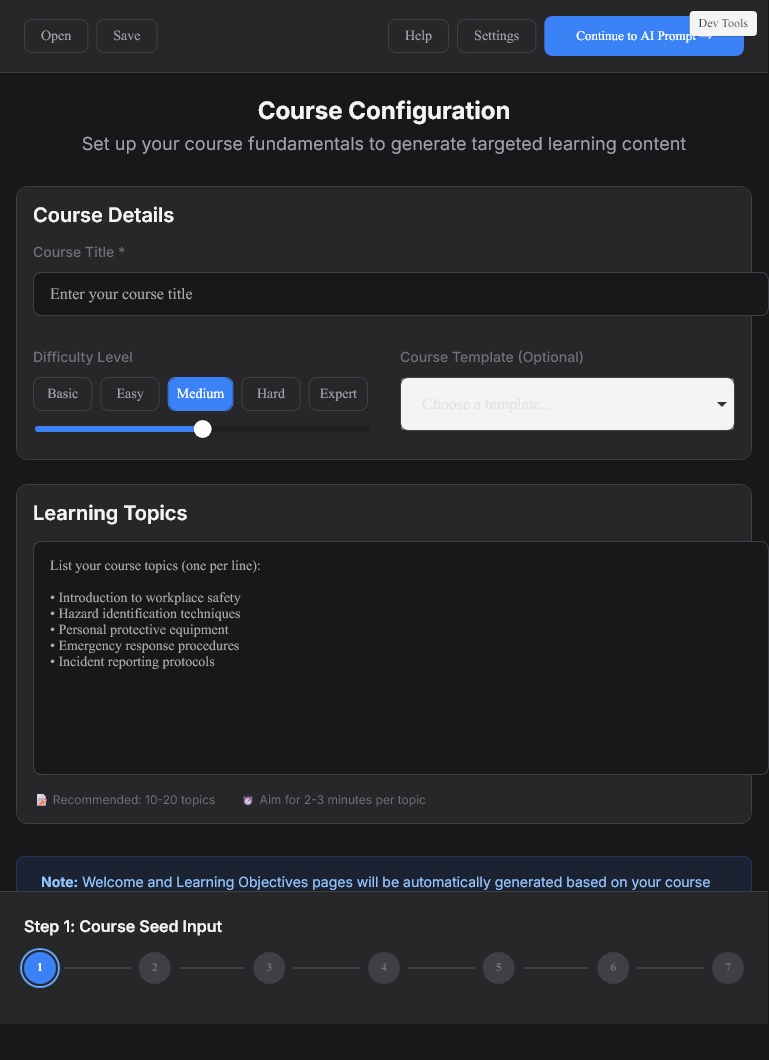 Open
Save
Help
Settings
Continue to AI Prompt →
Dev Tools
Course Configuration
Set up your course fundamentals to generate targeted learning content
Course Details
Course Title *
Enter your course title
Difficulty Level
Basic
Easy
Medium
Hard
Expert
Course Template (Optional)
Choose a template...
Learning Topics
List your course topics (one per line):
• Introduction to workplace safety
• Hazard identification techniques
• Personal protective equipment
• Emergency response procedures
• Incident reporting protocols
📝 Recommended: 10-20 topics
⏰ Aim for 2-3 minutes per topic
Note: Welcome and Learning Objectives pages will be automatically generated based on your course
Step 1: Course Seed Input
1
2
3
4
5
6
7